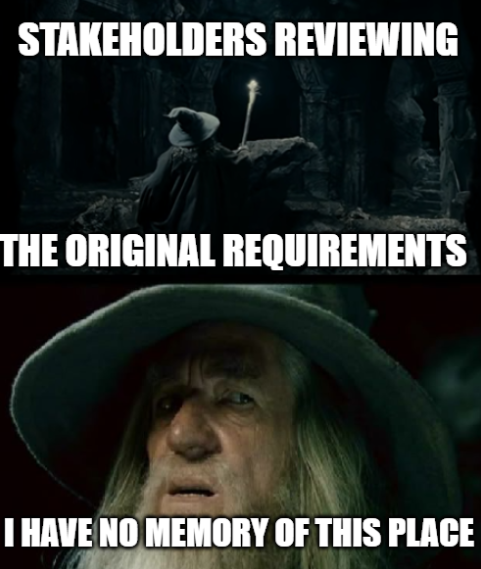 STAKEHOLDERS REVIEWING
THE ORIGINAL REQUIREMENTS
I HAVE NO MEMORY OF THIS PLACE